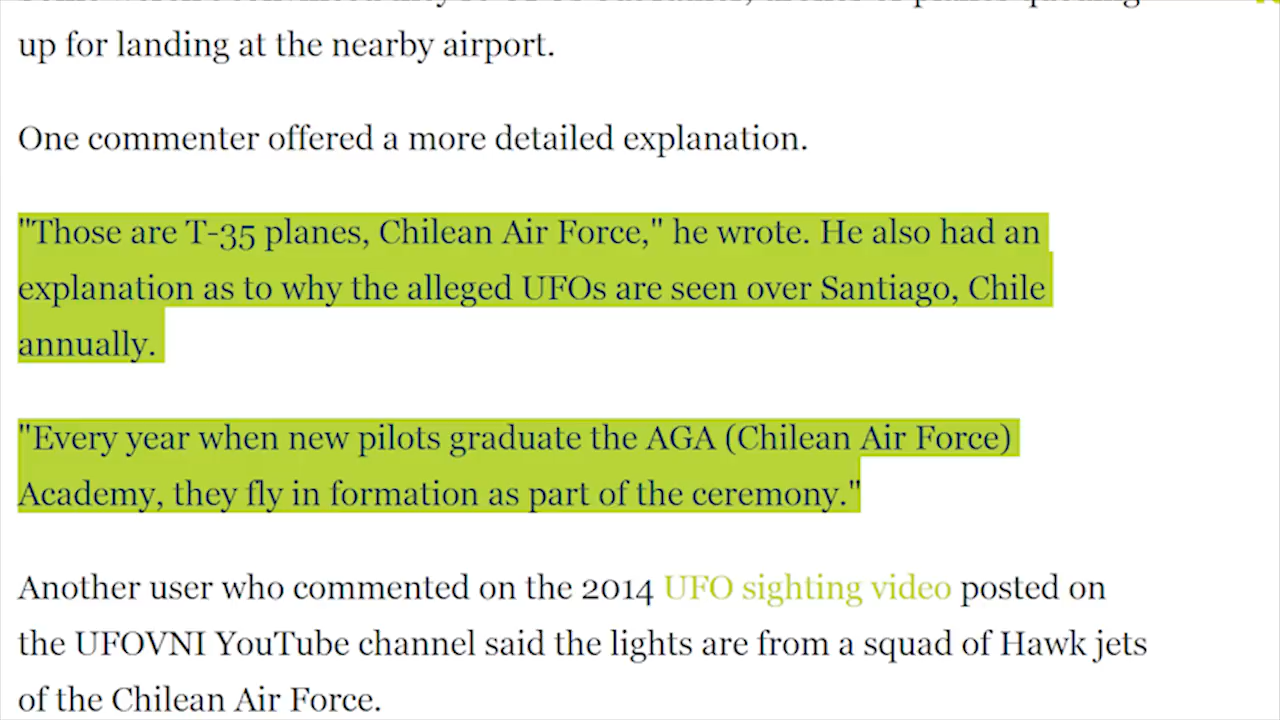 up for landing at the nearby airport.
One commenter offered a more detailed explanation.
"Those are T-35 planes, Chilean Air Force," he wrote. He also had an
explanation as to why the alleged UFOs are seen over Santiago, Chile
annually.
"Every year when new pilots graduate the AGA (Chilean Air Force)
Academy, they fly in formation as part of the ceremony."
Another user who commented on the 2014 UFO sighting video posted on
the UFOVNI YouTube channel said the lights are from a squad of Hawk jets
of the Chilean Air Force.